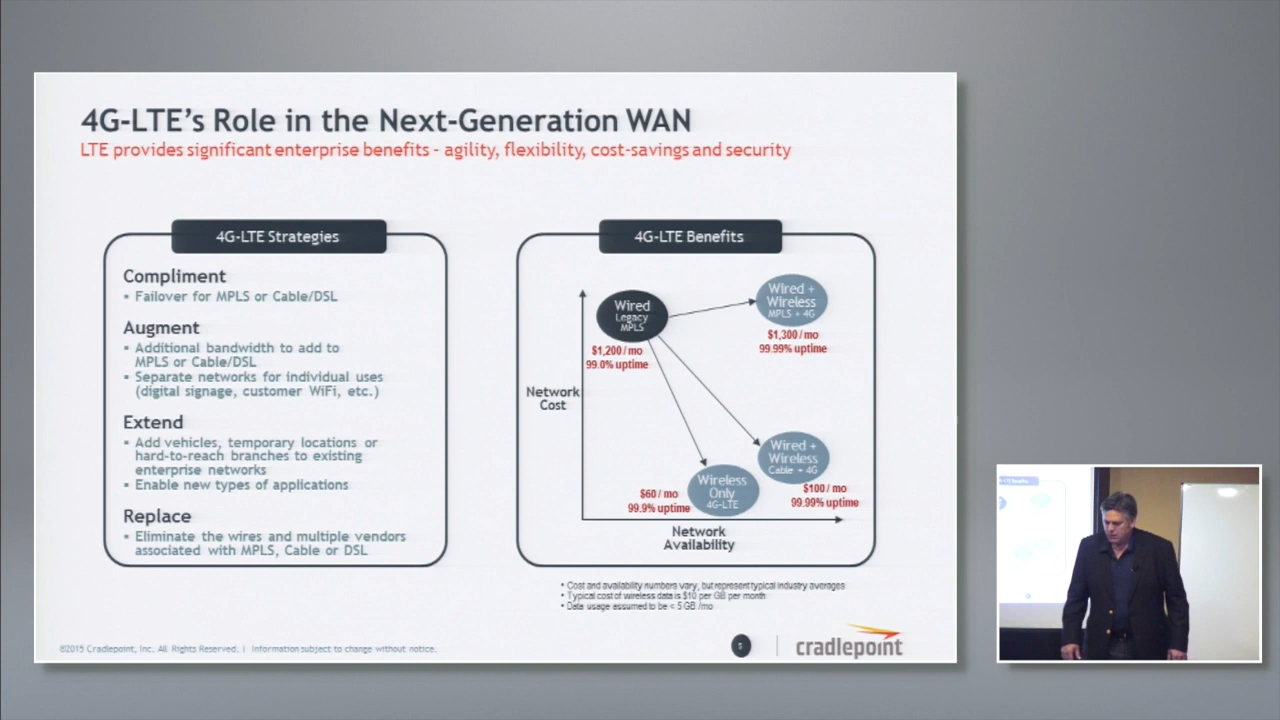 4G-LTE's Role in the Next-Generation WAN
LTE provides significant enterprise benefits - agility, flexibility, cost-savings and security
4G-LTE Strategies
Compliment
▪ Failover for MPLS or Cable/DSL
Augment
▪ Additional bandwidth to add to
MPLS or Cable/DSL
▪ Separate networks for individual uses
(digital signage, customer WiFi, etc.)
Extend
▪ Add vehicles, temporary locations or
hard-to-reach branches to existing
enterprise networks
▪ Enable new types of applications
Replace
▪ Eliminate the wires and multiple vendors
associated with MPLS, Cable or DSL
4G-LTE Benefits
Wired
Legacy
MPLS
$1,200/mo
99.0% uptime
Wired +
Wireless
MPLS + 4G
$1,300/mo
99.99% uptime
Network
Cost
Wired +
Wireless
Cable + 4G
$100/mo
99.99% uptime
Wireless
Only
4G-LTE
$60/mo
99.9% uptime
Network
Availability
• Cost and availability numbers vary, but represent typical industry averages
• Typical cost of wireless data is $10 per GB per month
• Data usage assumed to be < 5 GB /mo
©2015 Cradlepoint, Inc. All Rights Reserved. | Information subject to change without notice.
5
cradlepoint